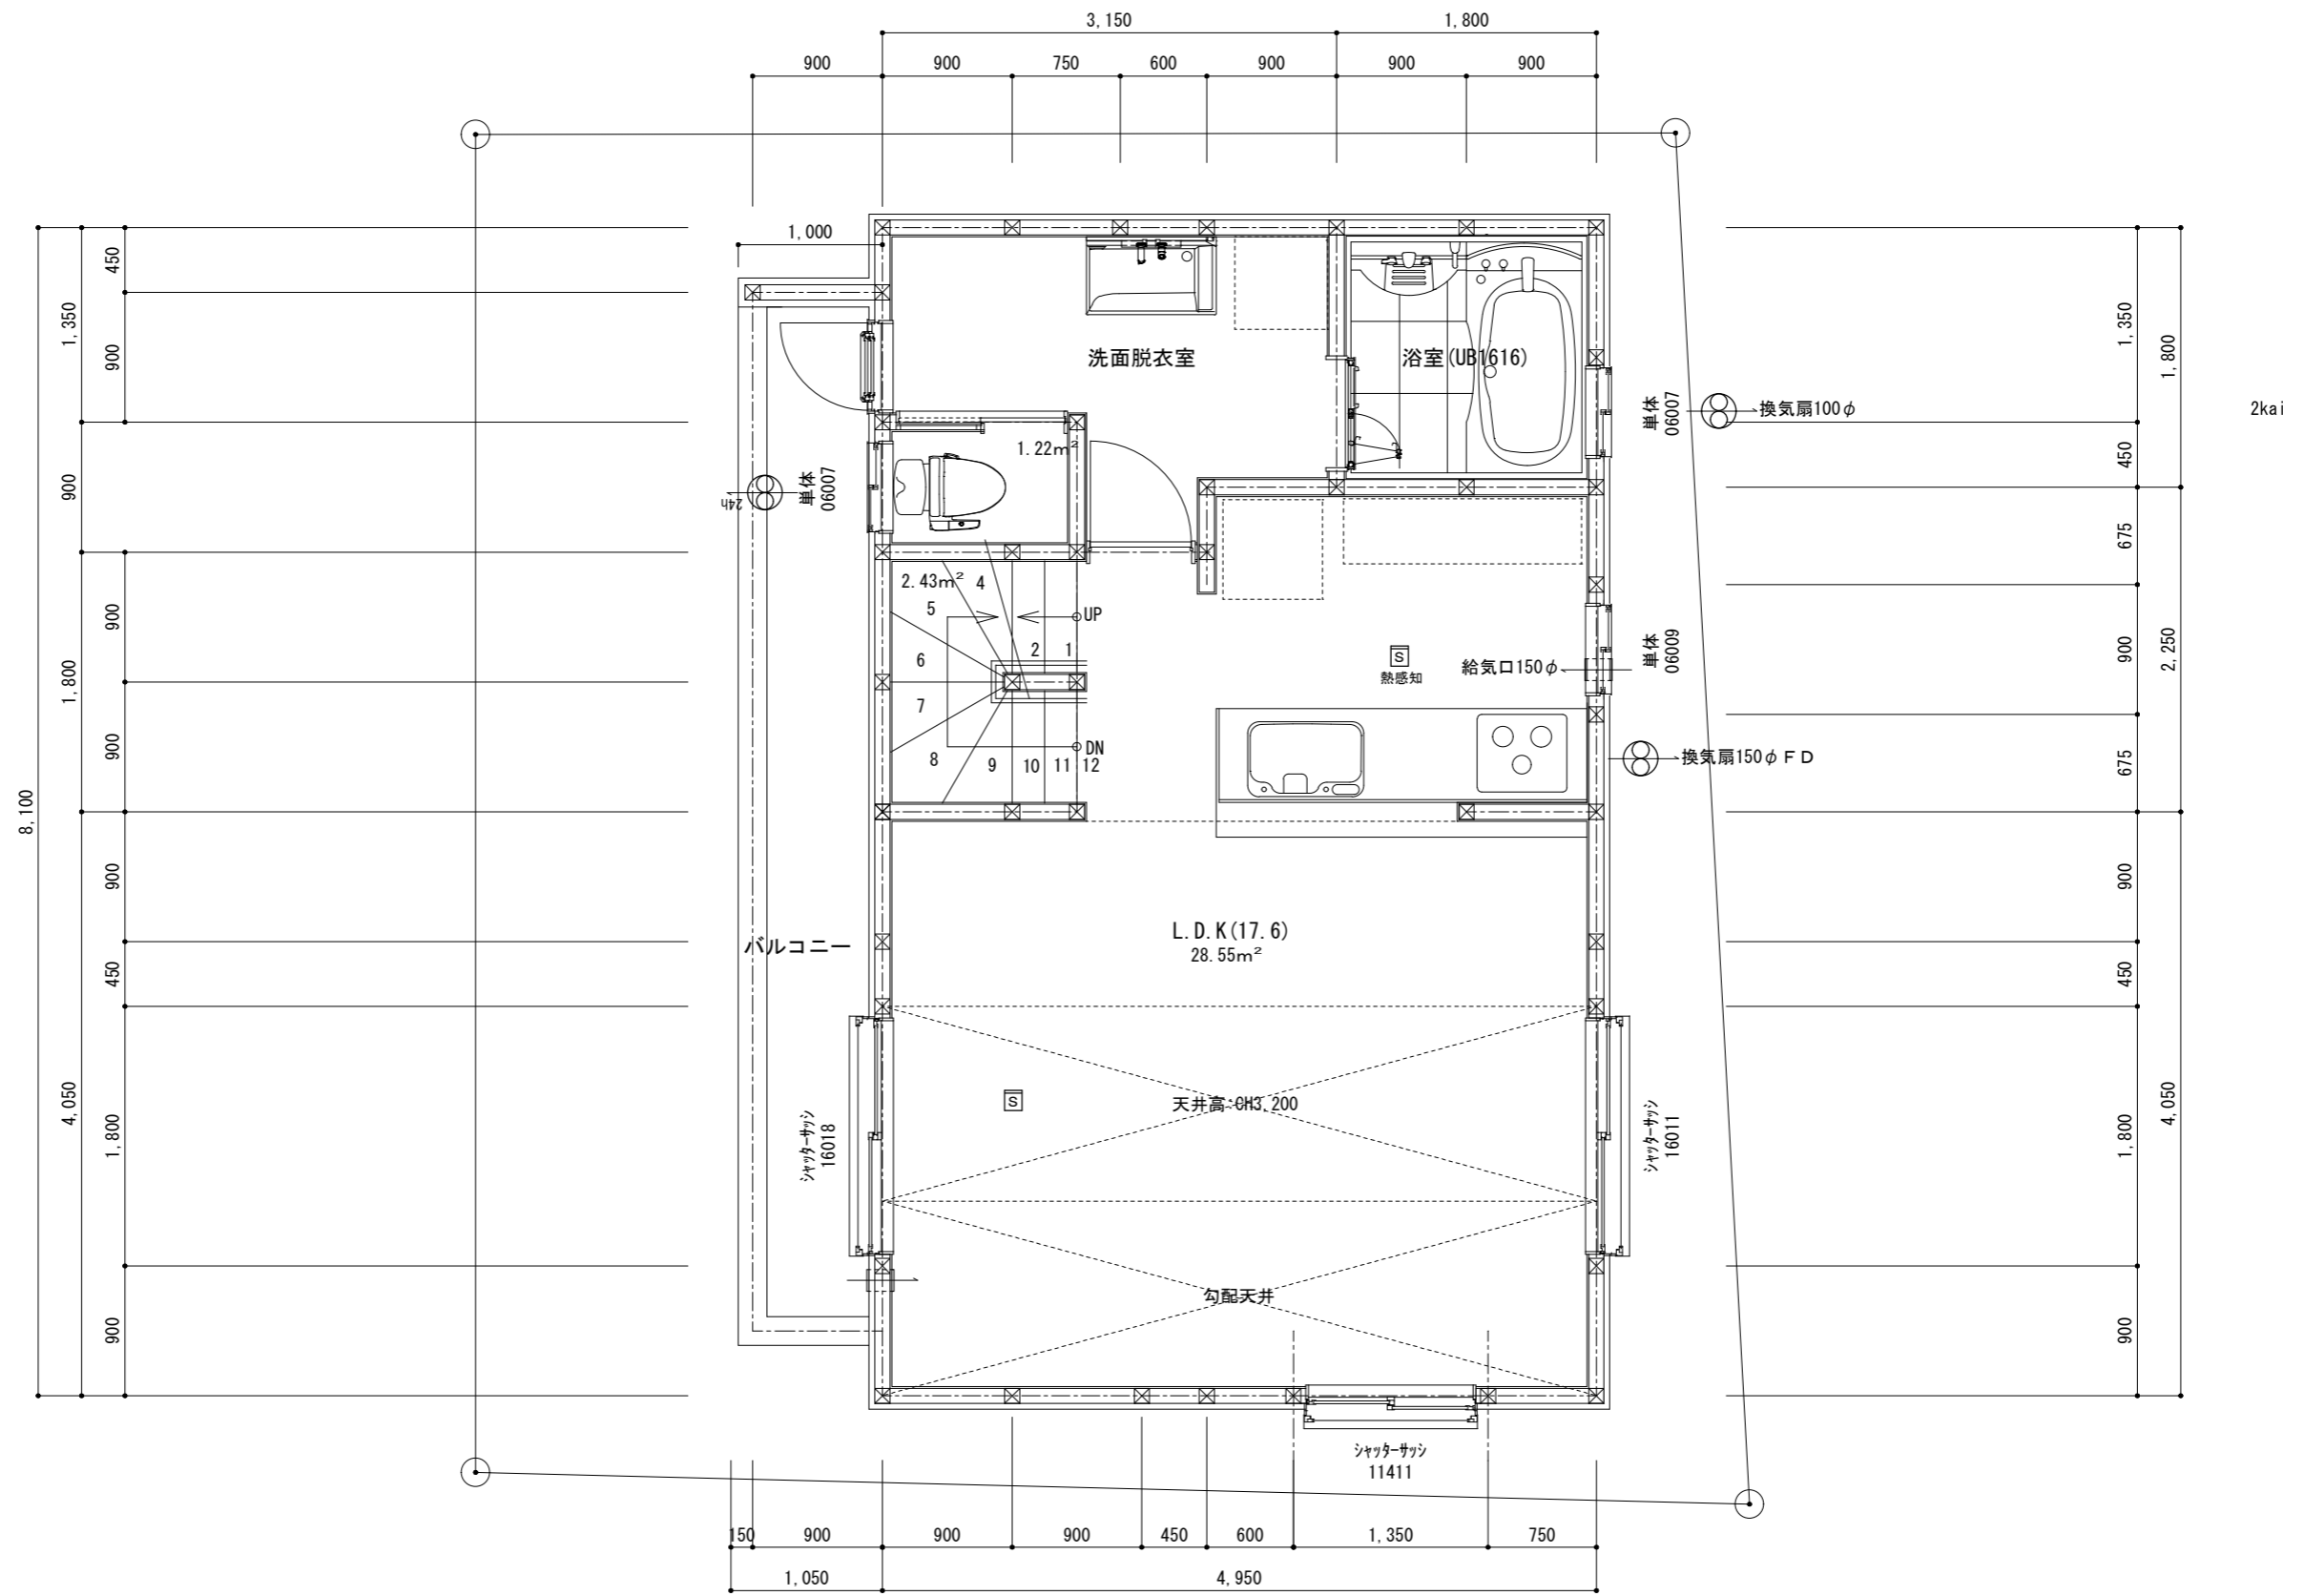 3,150
1,800
900
900
750
600
900
900
900
1,000
450
1,350
900
900
900
1,800
900
8,100
900
450
4,050
1,800
900
洗面脱衣室
浴室(UB1616)
1.22m²
単体
06007
24h
単体
06007
換気扇100φ
2kai
2.43m²
4
5
UP
6
2
1
7
DN
8
9
10
11
12
S
熱感知
給気口150φ
単体
06009
換気扇150φＦＤ
バルコニー
L.D.K(17.6)
28.55m²
S
天井高:CH3,200
シャッターサッシ
16018
シャッターサッシ
16011
勾配天井
シャッターサッシ
11411
1,350
1,800
450
675
900
2,250
675
900
450
4,050
1,800
900
150
900
900
900
450
600
1,350
750
1,050
4,950